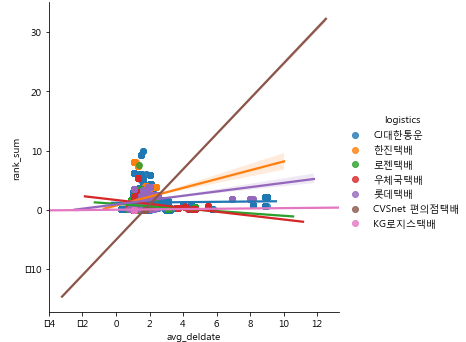 30
20
10
0
□10
rank_sum
□4 □2 0 2 4 6 8 10 12
avg_deldate
logistics
CJ대한통운
한진택배
로젠택배
우체국택배
롯데택배
CVSnet 편의점택배
KG로지스택배